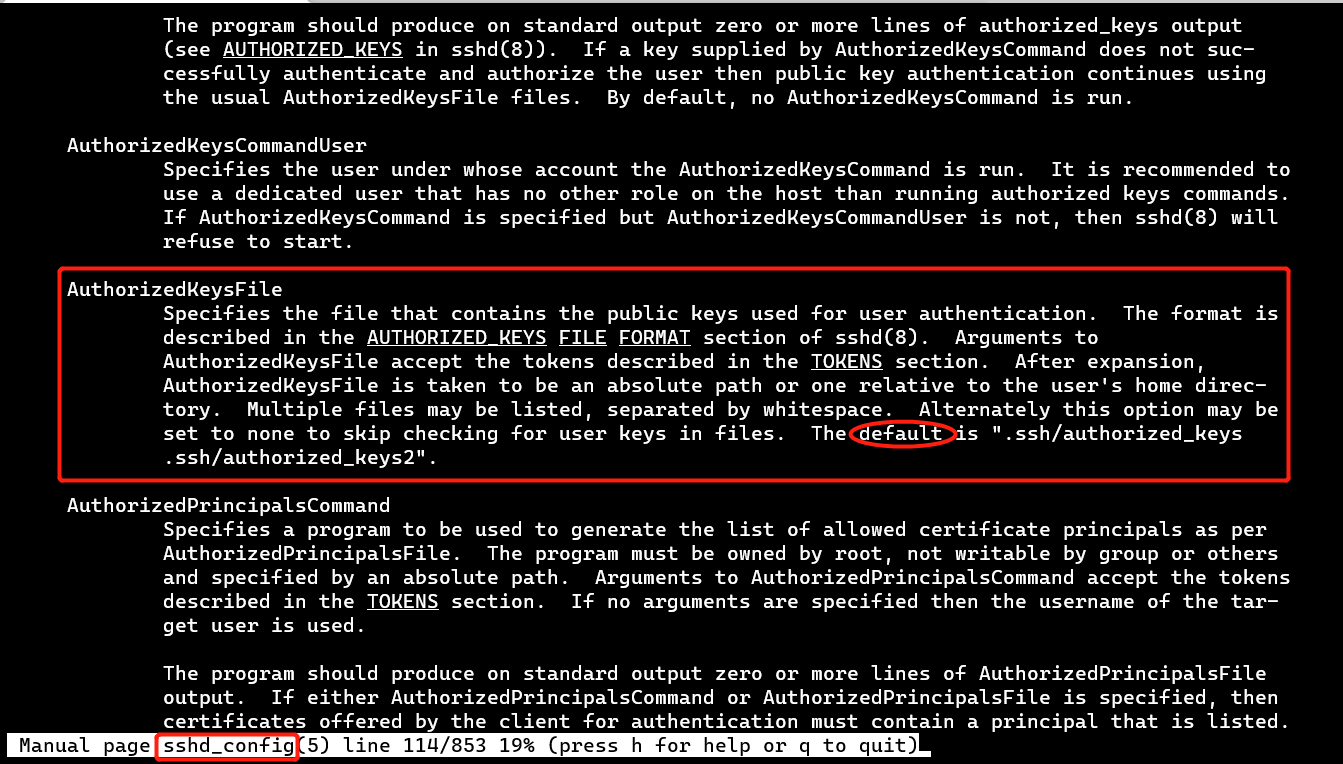 The program should produce on standard output zero or more lines of authorized_keys output
(see AUTHORIZED_KEYS in sshd(8)).  If a key supplied by AuthorizedKeysCommand does not suc-
cessfully authenticate and authorize the user then public key authentication continues using
the usual AuthorizedKeysFile files.  By default, no AuthorizedKeysCommand is run.
AuthorizedKeysCommandUser
Specifies the user under whose account the AuthorizedKeysCommand is run.  It is recommended to
use a dedicated user that has no other role on the host than running authorized keys commands.
If AuthorizedKeysCommand is specified but AuthorizedKeysCommandUser is not, then sshd(8) will
refuse to start.
AuthorizedKeysFile
Specifies the file that contains the public keys used for user authentication.  The format is
described in the AUTHORIZED_KEYS FILE FORMAT section of sshd(8).  Arguments to
AuthorizedKeysFile accept the tokens described in the TOKENS section.  After expansion,
AuthorizedKeysFile is taken to be an absolute path or one relative to the user's home direc-
tory.  Multiple files may be listed, separated by whitespace.  Alternately this option may be
set to none to skip checking for user keys in files.  The default is ".ssh/authorized_keys
.ssh/authorized_keys2".
AuthorizedPrincipalsCommand
Specifies a program to be used to generate the list of allowed certificate principals as per
AuthorizedPrincipalsFile.  The program must be owned by root, not writable by group or others
and specified by an absolute path.  Arguments to AuthorizedPrincipalsCommand accept the tokens
described in the TOKENS section.  If no arguments are specified then the username of the tar-
get user is used.
The program should produce on standard output zero or more lines of AuthorizedPrincipalsFile
output.  If either AuthorizedPrincipalsCommand or AuthorizedPrincipalsFile is specified, then
certificates offered by the client for authentication must contain a principal that is listed.
Manual page sshd_config(5) line 114/853 19% (press h for help or q to quit)